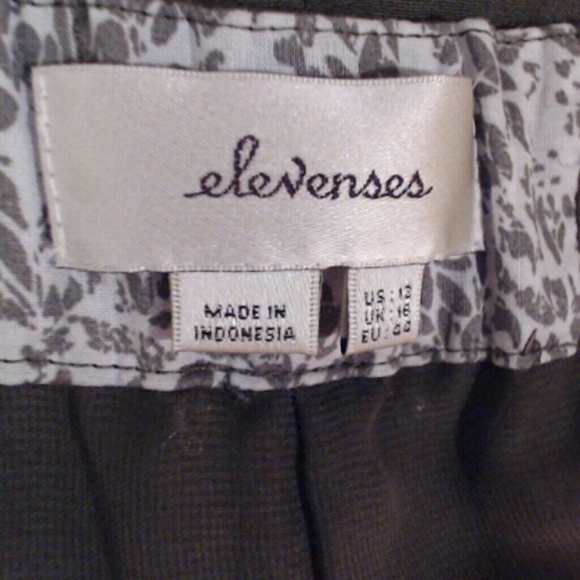 elevenses
MADE IN
INDONESIA
US : 12
UK : 16
EU : 44